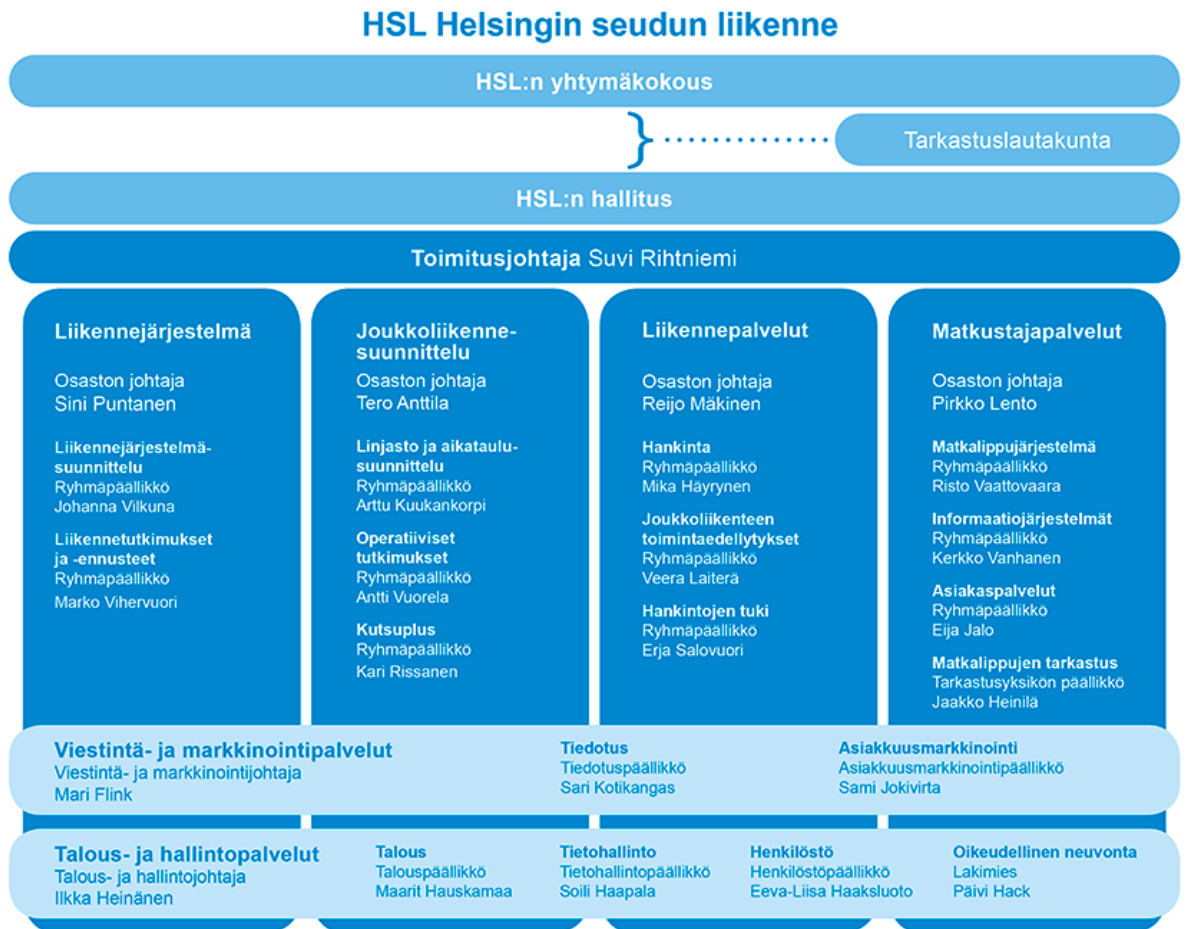 HSL Helsingin seudun liikenne
HSL:n yhtymäkokous
Tarkastuslautakunta
HSL:n hallitus
Toimitusjohtaja Suvi Rihtniemi
Liikennejärjestelmä
Osaston johtaja
Sini Puntanen
Liikennejärjestelmä-
suunnittelu
Ryhmäpäällikkö
Johanna Vilkuna
Liikennetutkimukset
ja -ennusteet
Ryhmäpäällikkö
Marko Vihervuori
Joukkoliikenne-
suunnittelu
Osaston johtaja
Tero Anttila
Linjasto ja aikataulu-
suunnittelu
Ryhmäpäällikkö
Arttu Kuukankorpi
Operatiiviset
tutkimukset
Ryhmäpäällikkö
Antti Vuorela
Kutsuplus
Ryhmäpäällikkö
Kari Rissanen
Liikennepalvelut
Osaston johtaja
Reijo Mäkinen
Hankinta
Ryhmäpäällikkö
Mika Häyrynen
Joukkoliikenteen
toimintaedellytykset
Ryhmäpäällikkö
Veera Laiterä
Hankintojen tuki
Ryhmäpäällikkö
Erja Salovuori
Matkustajapalvelut
Osaston johtaja
Pirkko Lento
Matkalippujärjestelmä
Ryhmäpäällikkö
Risto Vaattovaara
Informaatiojärjestelmät
Ryhmäpäällikkö
Kerkko Vanhanen
Asiakaspalvelut
Ryhmäpäällikkö
Eija Jalo
Matkalippujen tarkastus
Tarkastusyksikön päällikkö
Jaakko Heinilä
Viestintä- ja markkinointipalvelut
Viestintä- ja markkinointijohtaja
Mari Flink
Tiedotus
Tiedotuspäällikkö
Sari Kotikangas
Asiakkuusmarkkinointi
Asiakkuusmarkkinointipäällikkö
Sami Jokivirta
Talous- ja hallintopalvelut
Talous- ja hallintojohtaja
Ilkka Heinänen
Talous
Talouspäällikkö
Maarit Hauskamaa
Tietohallinto
Tietohallintopäällikkö
Soili Haapala
Henkilöstö
Henkilöstöpäällikkö
Eeva-Liisa Haaksluoto
Oikeudellinen neuvonta
Lakimies
Päivi Hack